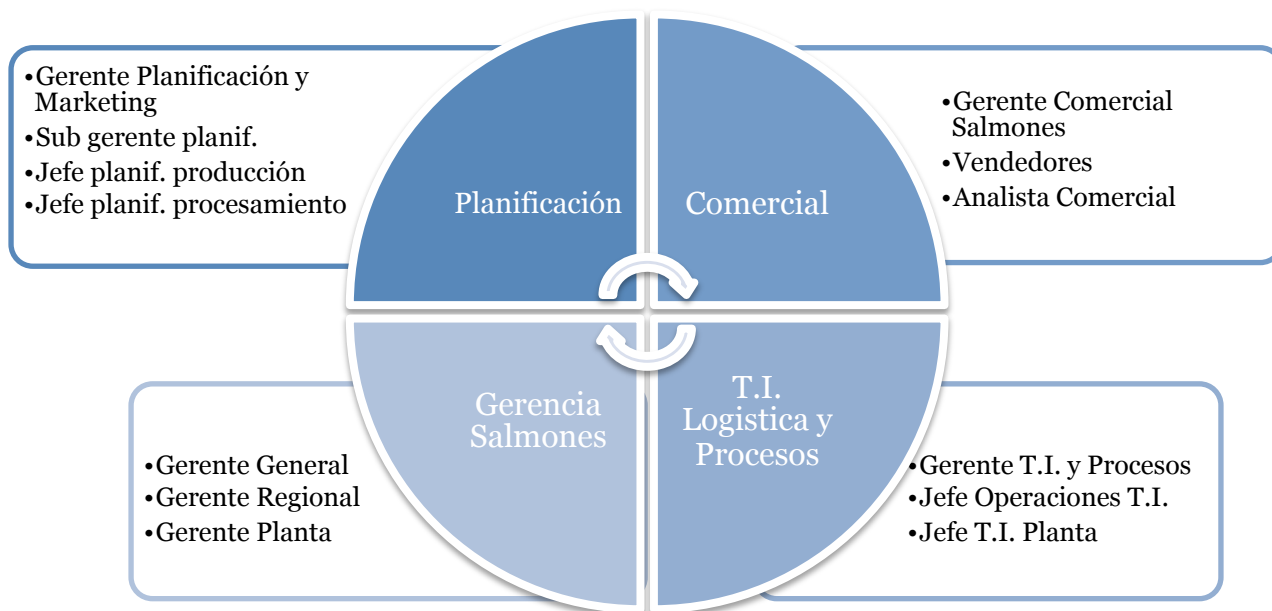 •Gerente Planificación y
Marketing
•Sub gerente planif.
•Jefe planif. producción
•Jefe planif. procesamiento
Planificación
Comercial
•Gerente Comercial
Salmones
•Vendedores
•Analista Comercial
•Gerente General
•Gerente Regional
•Gerente Planta
Gerencia
Salmones
T.I.
Logistica y
Procesos
•Gerente T.I. y Procesos
•Jefe Operaciones T.I.
•Jefe T.I. Planta